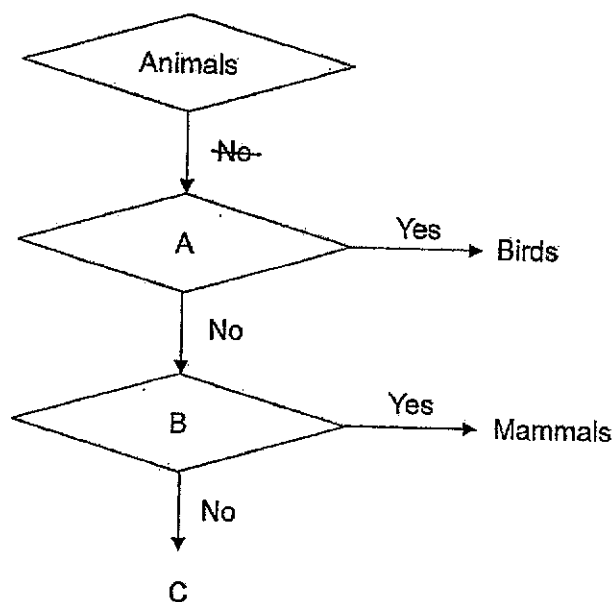 Animals
No
A
Yes
Birds
No
B
Yes
Mammals
No
C